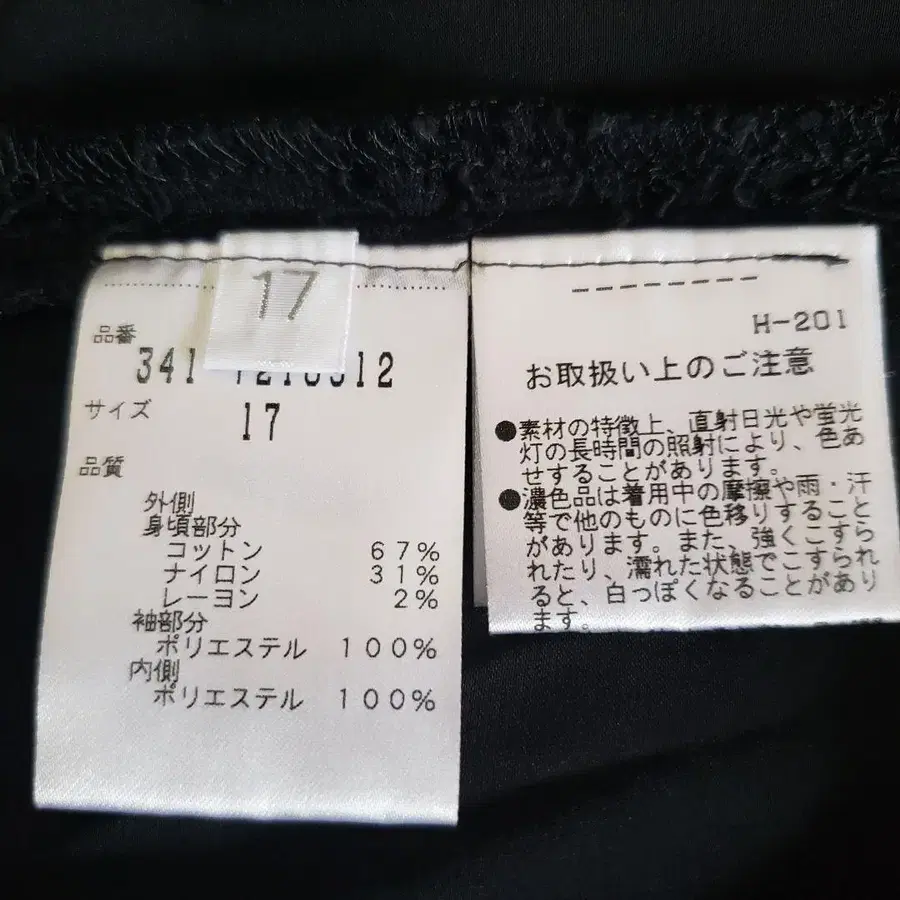 17
品番
341
サイズ 17
品質
外側
身頃部分
コットン 67%
ナイロン 31%
レーヨン 2%
袖部分
ポリエステル 100%
内側
ポリエステル 100%
H-201
お取扱い上のご注意
●素材の特徴上、直射日光や蛍光
灯の長時間の照射により、色あ
せすることがあります。
●濃色品は着用中の摩擦や雨・汗
等で他のものに色移りすること
があります。また、強くこすら
れたり、濡れた状態でこすられ
ると、白っぽくなることがあり
ます。